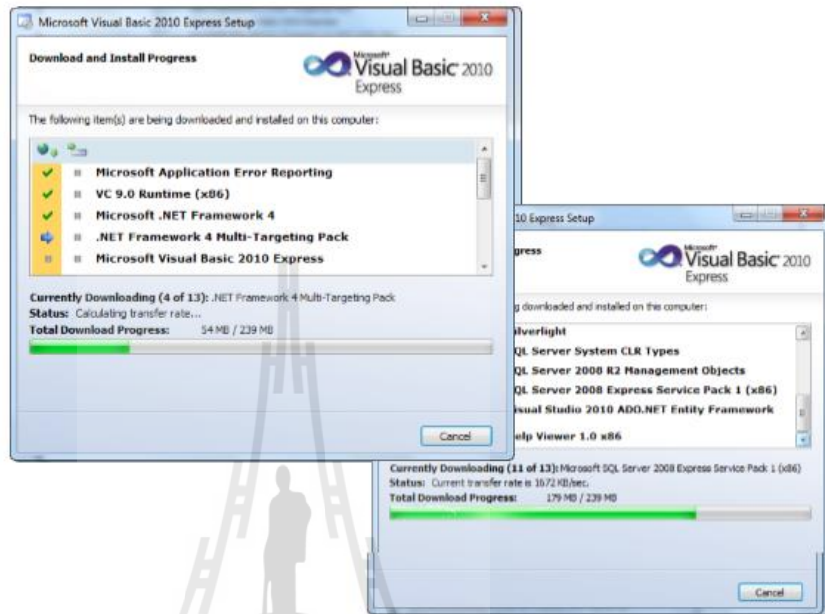 Microsoft Visual Basic 2010 Express Setup
Download and Install Progress
Microsoft®
Visual Basic® 2010
Express
The following item(s) are being downloaded and installed on this computer:
Microsoft Application Error Reporting
VC 9.0 Runtime (x86)
Microsoft .NET Framework 4
.NET Framework 4 Multi-Targeting Pack
Microsoft Visual Basic 2010 Express
Currently Downloading (4 of 13): .NET Framework 4 Multi-Targeting Pack
Status: Calculating transfer rate...
Total Download Progress: 54 MB / 239 MB
Cancel
10 Express Setup
gress
Microsoft®
Visual Basic® 2010
Express
g downloaded and installed on this computer:
ilverlight
QL Server System CLR Types
QL Server 2008 R2 Management Objects
QL Server 2008 Express Service Pack 1 (x86)
isual Studio 2010 ADO.NET Entity Framework
elp Viewer 1.0 x86
Currently Downloading (11 of 13): Microsoft SQL Server 2008 Express Service Pack 1 (x86)
Status: Current transfer rate is 1672 KB/sec.
Total Download Progress: 179 MB / 239 MB
Cancel